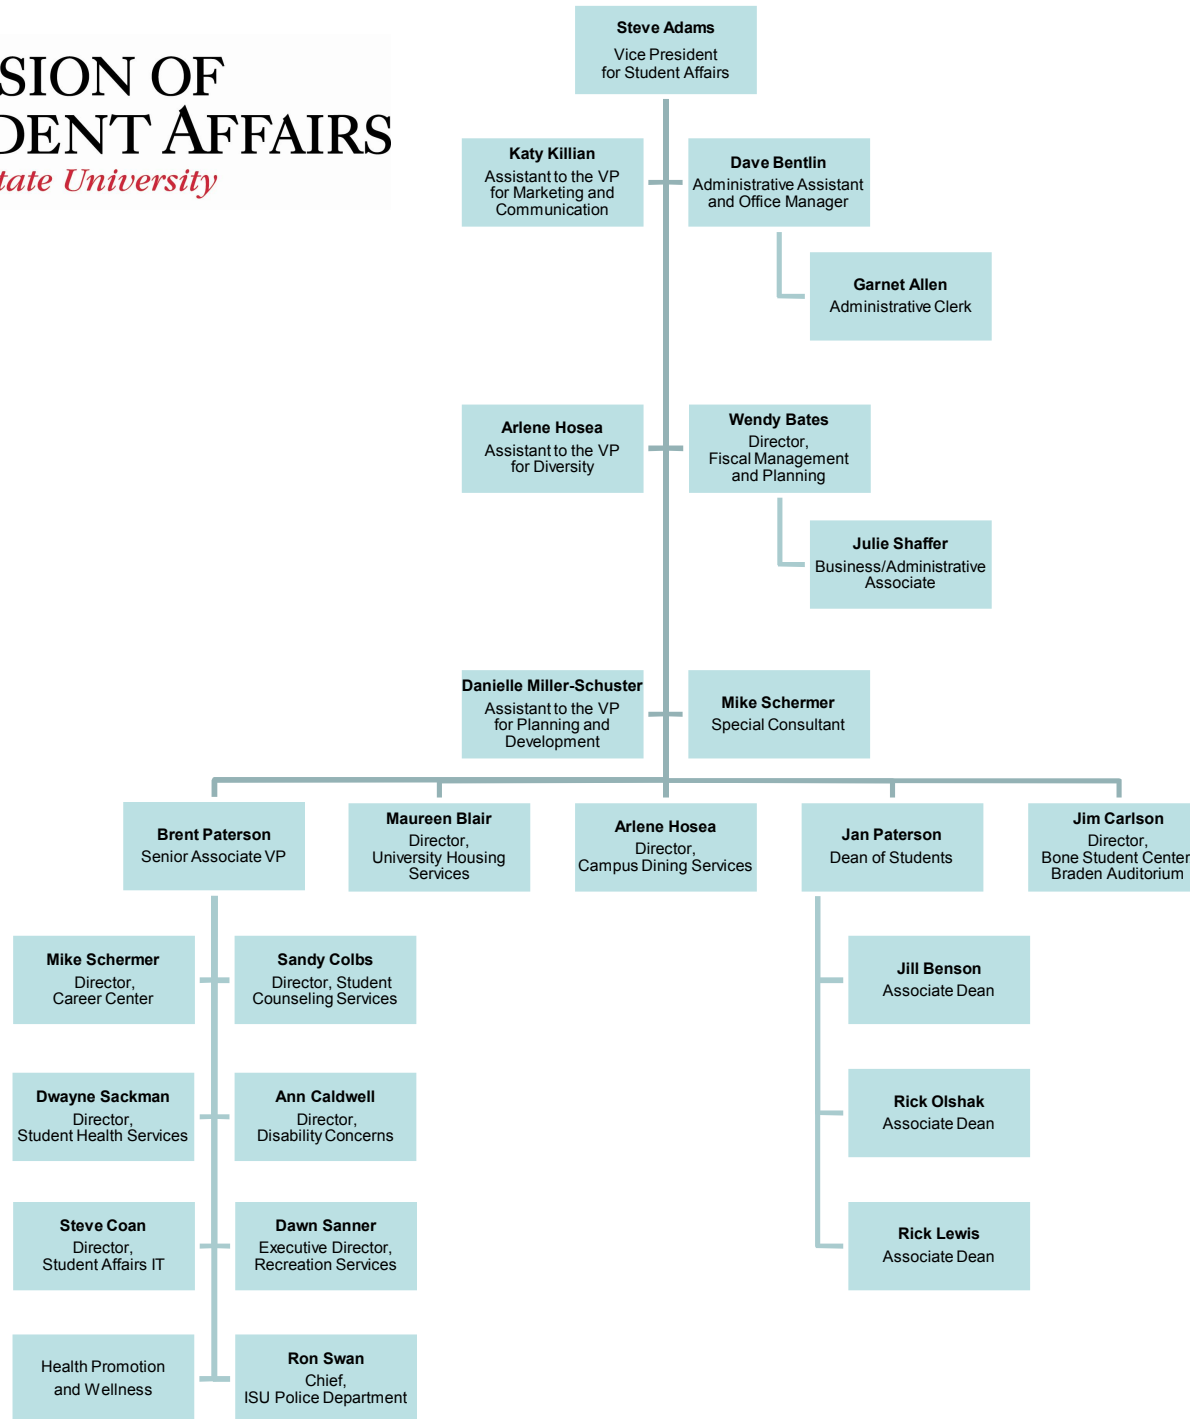 SION OF
DENT AFFAIRS
tate University
Steve Adams
Vice President
for Student Affairs
Katy Killian
Assistant to the VP
for Marketing and
Communication
Dave Bentlin
Administrative Assistant
and Office Manager
Garnet Allen
Administrative Clerk
Arlene Hosea
Assistant to the VP
for Diversity
Wendy Bates
Director,
Fiscal Management
and Planning
Julie Shaffer
Business/Administrative
Associate
Danielle Miller-Schuster
Assistant to the VP
for Planning and
Development
Mike Schermer
Special Consultant
Brent Paterson
Senior Associate VP
Maureen Blair
Director,
University Housing
Services
Arlene Hosea
Director,
Campus Dining Services
Jan Paterson
Dean of Students
Jim Carlson
Director,
Bone Student Center
Braden Auditorium
Mike Schermer
Director,
Career Center
Sandy Colbs
Director, Student
Counseling Services
Jill Benson
Associate Dean
Dwayne Sackman
Director,
Student Health Services
Ann Caldwell
Director,
Disability Concerns
Rick Olshak
Associate Dean
Steve Coan
Director,
Student Affairs IT
Dawn Sanner
Executive Director,
Recreation Services
Rick Lewis
Associate Dean
Health Promotion
and Wellness
Ron Swan
Chief,
ISU Police Department